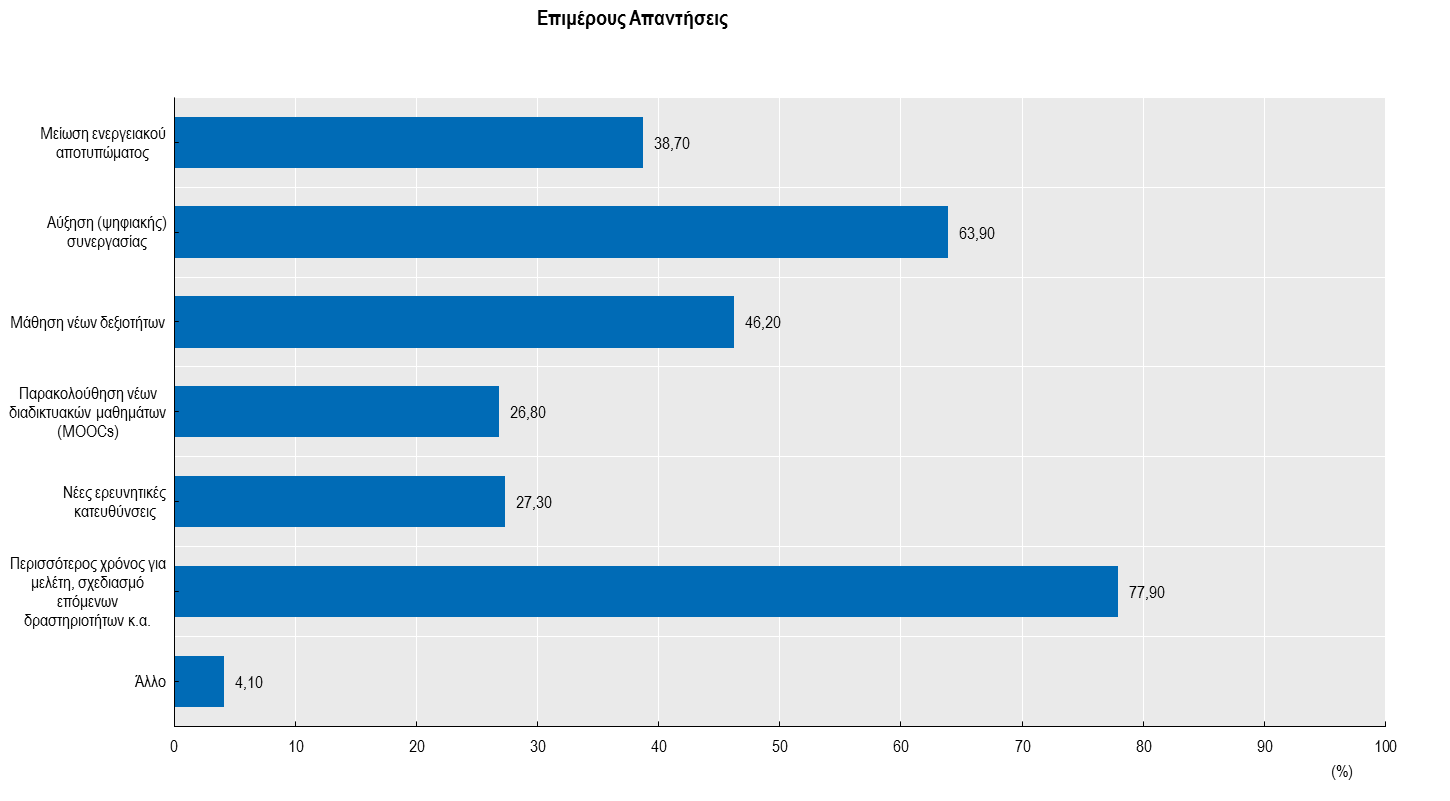 Επιμέρους Απαντήσεις
Μείωση ενεργειακού
αποτυπώματος
38,70
Αύξηση (ψηφιακής)
συνεργασίας
63,90
Μάθηση νέων δεξιοτήτων
46,20
Παρακολούθηση νέων
διαδικτυακών μαθημάτων
(MOOCs)
26,80
Νέες ερευνητικές
κατευθύνσεις
27,30
Περισσότερος χρόνος για
μελέτη, σχεδιασμό
επόμενων
δραστηριοτήτων κ.α.
77,90
Άλλο
4,10
0 10 20 30 40 50 60 70 80 90 100
(%)